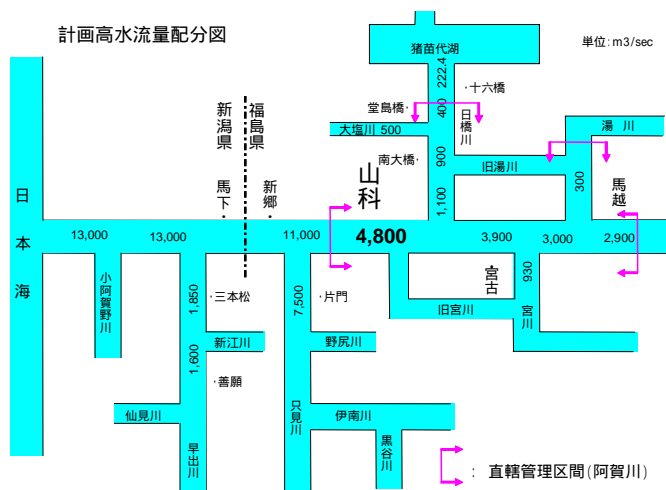 計画高水流量配分図
単位:m3/sec
猪苗代湖
222.4
・十六橋
堂島橋・
400
日橋川
大塩川 500
湯 川
新潟県
福島県
900
南大橋・
旧湯川
山科
300
馬越
馬下・
新郷・
1,100
日本海
13,000
13,000
11,000
4,800
3,900
3,000
2,900
小阿賀野川
1,850
・三本松
7,500
・片門
・宮古
930
旧宮川
宮川
新江川
野尻川
1,600
・善願
仙見川
只見川
伊南川
早出川
黒谷川
: 直轄管理区間(阿賀川)